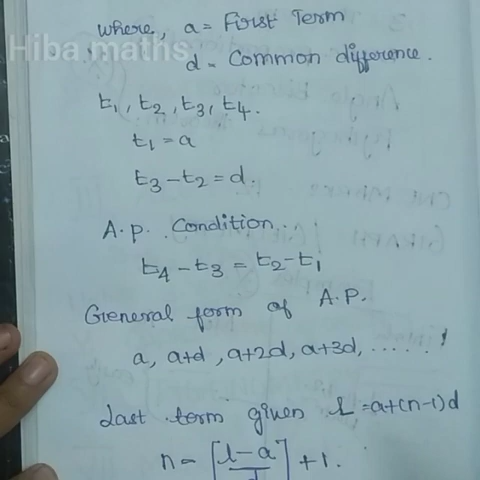 Hiba maths
where, a = First Term
d = Common difference.
t₁, t₂, t₃, t₄.
t₁ = a
t₃ - t₂ = d.
A.p. Condition.
t₄ - t₃ = t₂ - t₁
General form of A.P.
a, a+d, a+2d, a+3d, ......
Last term given l = a+(n-1)d
n = [l-a/d] + 1.